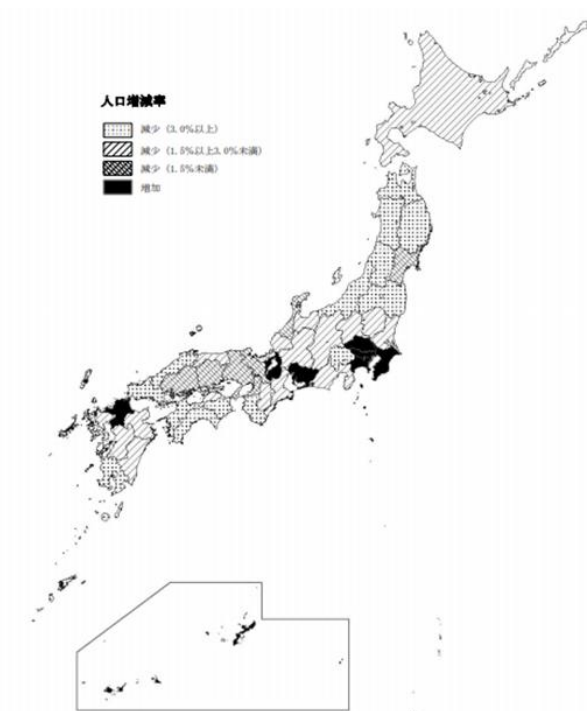 人口増減率
減少 (3.0%以上)
減少 (1.5%以上3.0%未満)
減少 (1.5%未満)
増加